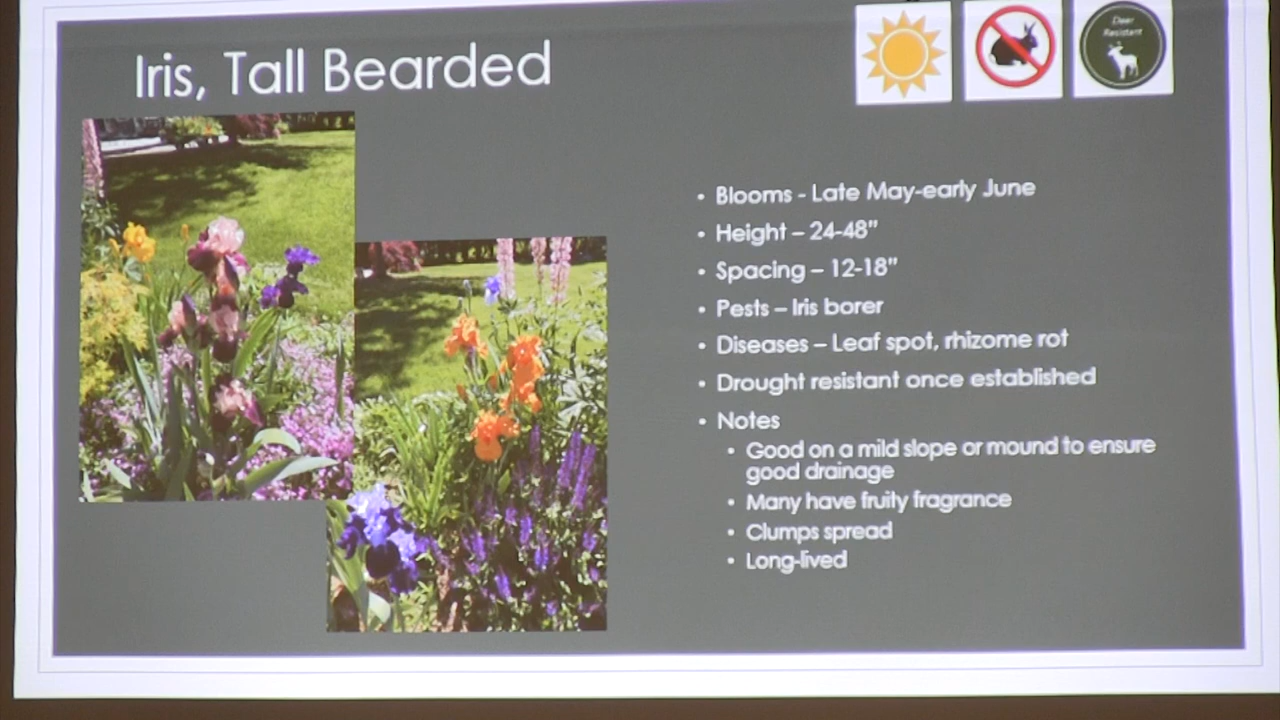 Iris, Tall Bearded
Deer
Resistant
• Blooms - Late May-early June
• Height – 24-48"
• Spacing – 12-18"
• Pests – Iris borer
• Diseases – Leaf spot, rhizome rot
• Drought resistant once established
• Notes
• Good on a mild slope or mound to ensure
good drainage
• Many have fruity fragrance
• Clumps spread
• Long-lived